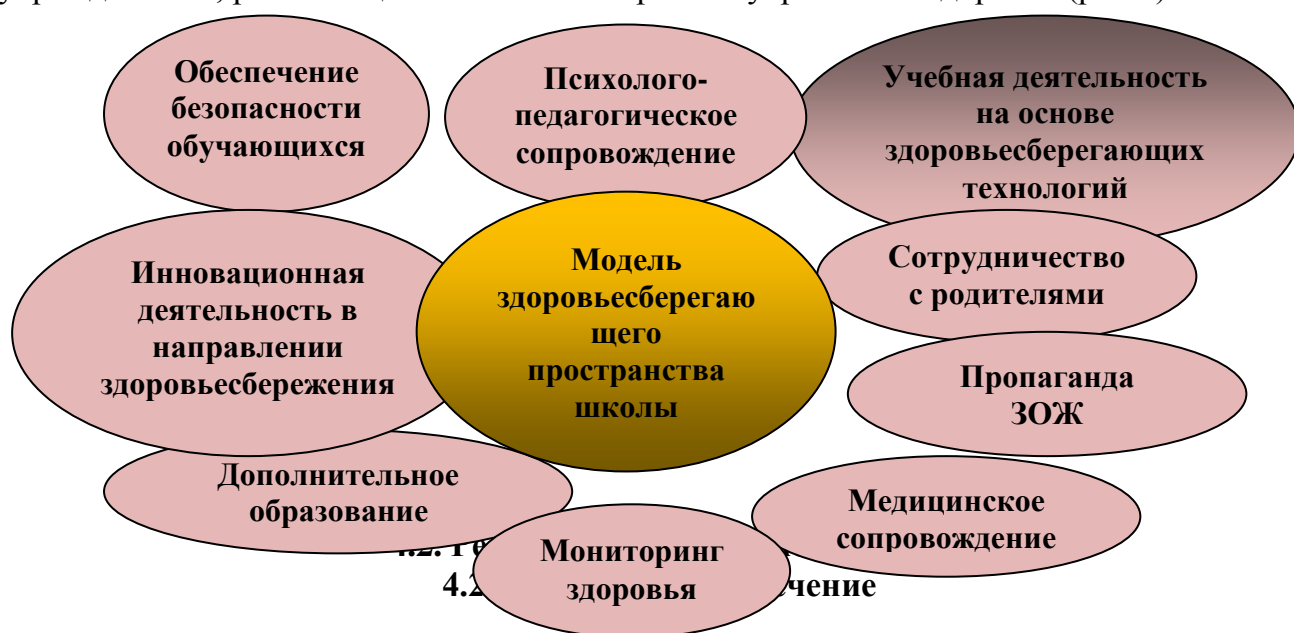 Обеспечение
безопасности
обучающихся
Психолого-
педагогическое
сопровождение
Учебная деятельность
на основе
здоровьесберегающих
технологий
Инновационная
деятельность в
направлении
здоровьесбережения
Модель
здоровьесберегаю
щего
пространства
школы
Сотрудничество
с родителями
Пропаганда
ЗОЖ
Дополнительное
образование
Мониторинг
здоровья
Медицинское
сопровождение